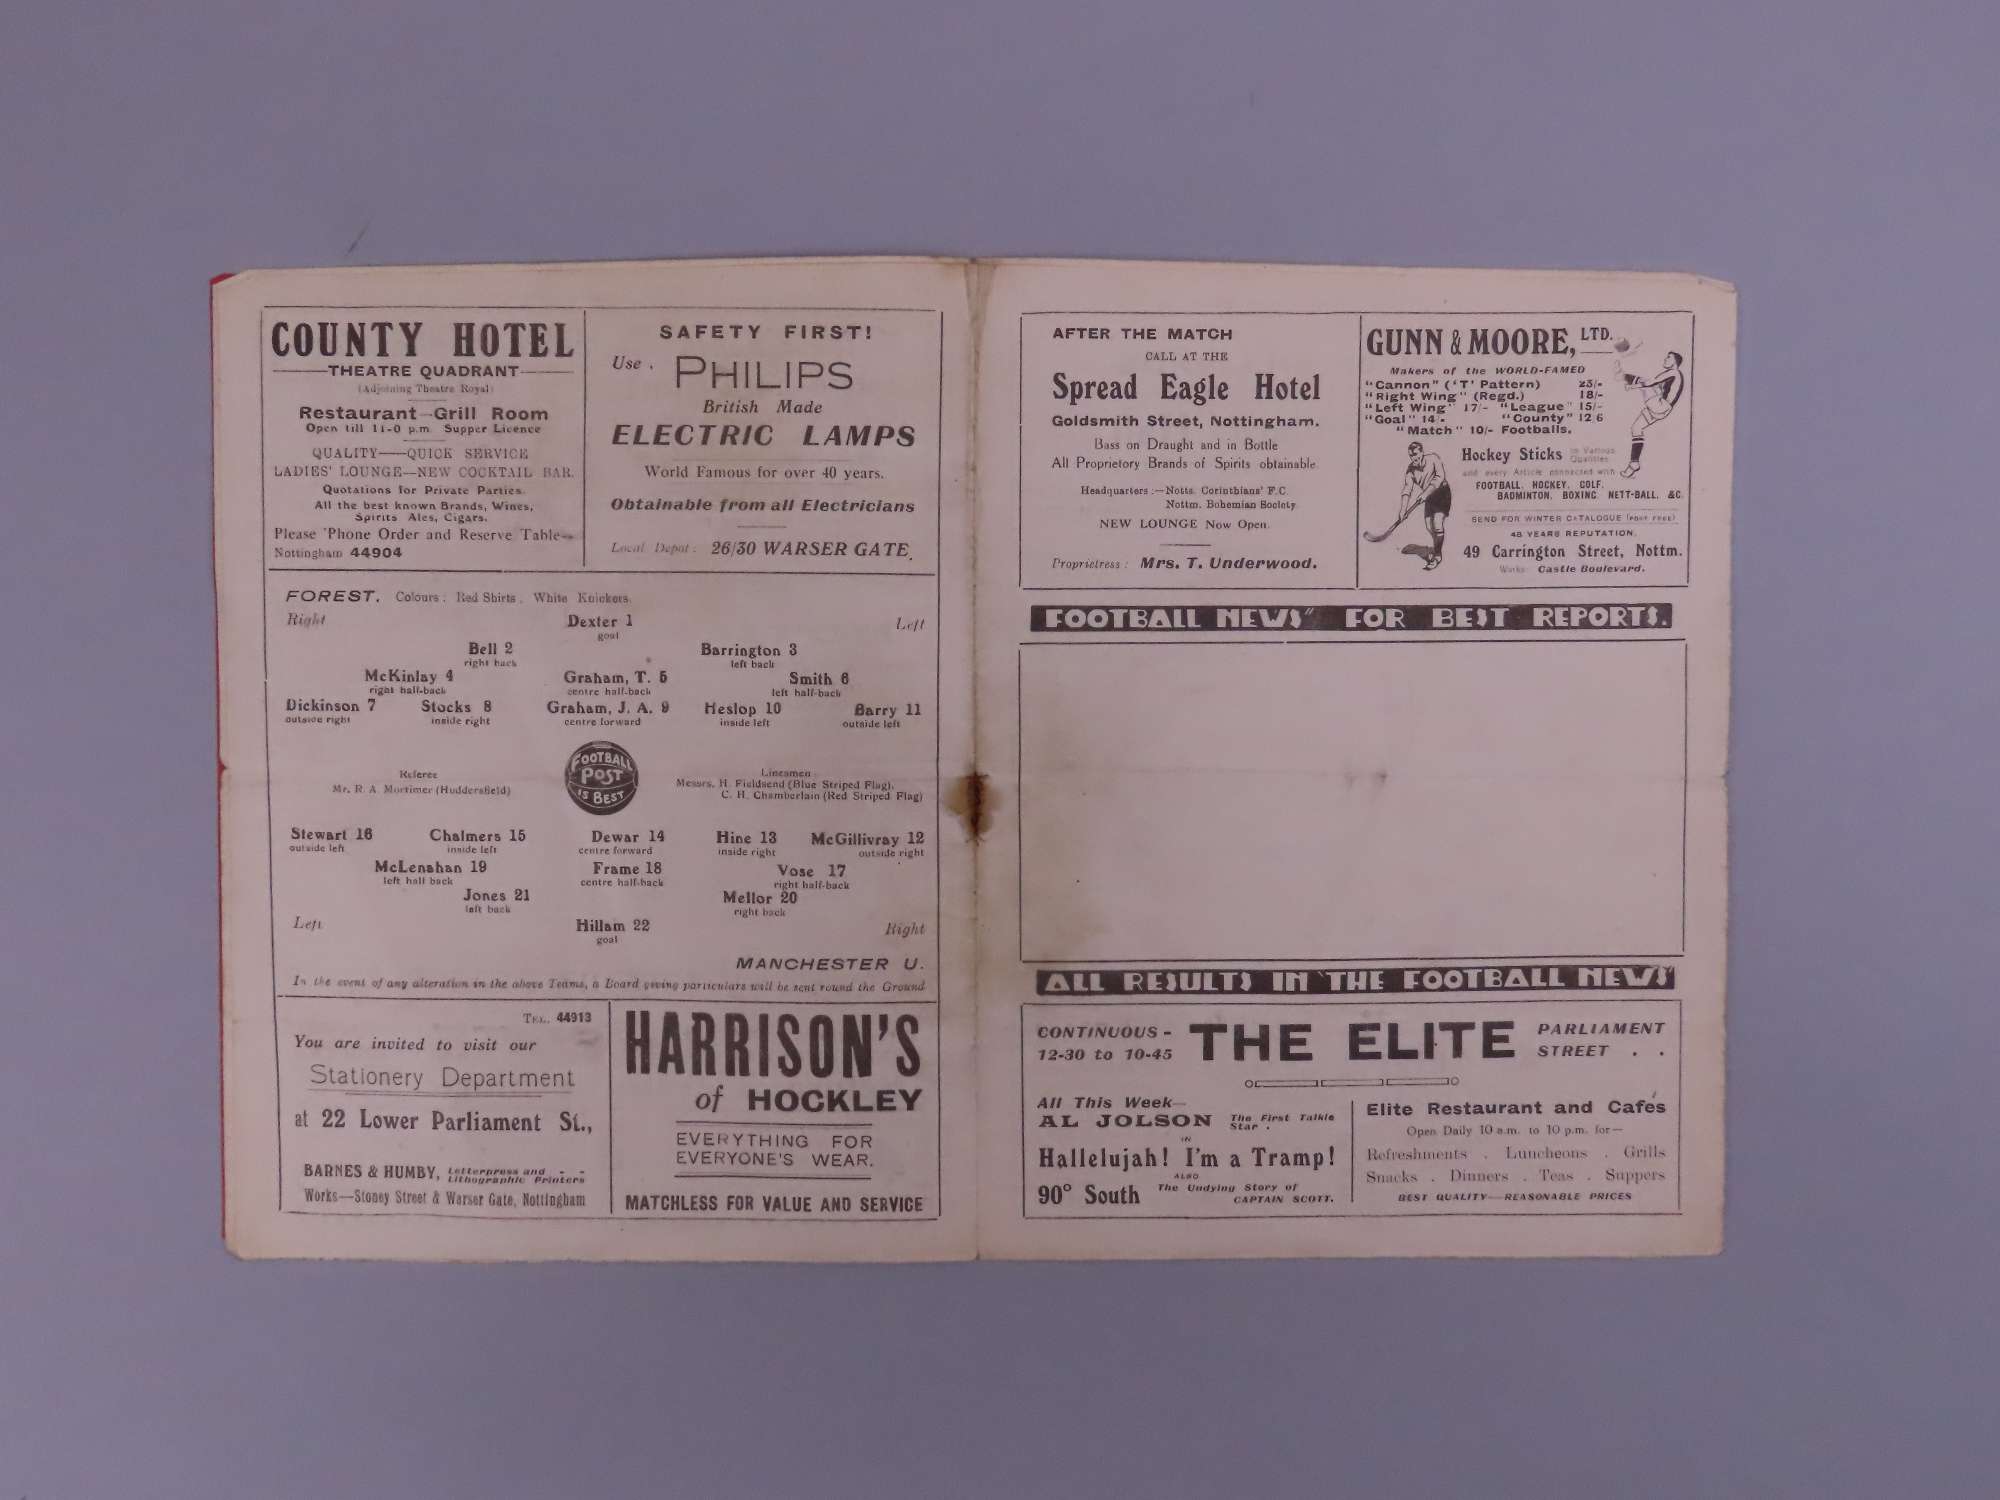 COUNTY HOTEL
THEATRE QUADRANT
(Adjoining Theatre Royal)
Restaurant—Grill Room
Open till 11-0 p.m. Supper Licence
QUALITY—QUICK SERVICE
LADIES' LOUNGE—NEW COCKTAIL BAR.
Quotations for Private Parties.
All the best known Brands, Wines,
Spirits Ales, Cigars.
Please 'Phone Order and Reserve Table—
Nottingham 44904
SAFETY FIRST!
Use . PHILIPS
British Made
ELECTRIC LAMPS
World Famous for over 40 years.
Obtainable from all Electricians
Local Depot: 26/30 WARSER GATE.
FOREST. Colours: Red Shirts, White Knickers.
Right Dexter 1 Left
goal
Bell 2 Barrington 3
right back left back
McKinlay 4 Graham, T. 5 Smith 6
right half-back centre half-back left half-back
Dickinson 7 Stocks 8 Graham, J. A. 9 Heslop 10 Barry 11
outside right inside right centre forward inside left outside left
FOOTBALL
POST
IS BEST
Referee
Mr. R. A. Mortimer (Huddersfield)
Linesmen
Messrs. H. Fieldsend (Blue Striped Flag).
C. H. Chamberlain (Red Striped Flag)
Stewart 16 Chalmers 15 Dewar 14 Hine 13 McGillivray 12
outside left inside left centre forward inside right outside right
McLenahan 19 Frame 18 Vose 17
left half back centre half-back right half-back
Jones 21 Mellor 20
left back right back
Left Hillam 22 Right
goal
MANCHESTER U.
In the event of any alteration in the above Teams, a Board giving particulars will be sent round the Ground
TEL. 44913
You are invited to visit our
Stationery Department
at 22 Lower Parliament St.,
BARNES & HUMBY, Letterpress and - -
Lithographic Printers
Works—Stoney Street & Warser Gate, Nottingham
HARRISON'S
of HOCKLEY
EVERYTHING FOR
EVERYONE'S WEAR.
MATCHLESS FOR VALUE AND SERVICE
AFTER THE MATCH
CALL AT THE
Spread Eagle Hotel
Goldsmith Street, Nottingham.
Bass on Draught and in Bottle
All Proprietory Brands of Spirits obtainable.
Headquarters:—Notts. Corinthians' F.C.
Nottm. Bohemian Society.
NEW LOUNGE Now Open.
Proprietress: Mrs. T. Underwood.
GUNN & MOORE, LTD.
Makers of the WORLD-FAMED
"Cannon" ('T' Pattern) 23/-
"Right Wing" (Regd.) 18/-
"Left Wing" 17/- "League" 15/-
"Goal" 14/- "County" 12 6
"Match" 10/- Footballs.
Hockey Sticks in Various
Qualities
and every Article connected with
FOOTBALL, HOCKEY, GOLF,
BADMINTON, BOXING, NETT-BALL, &C.
SEND FOR WINTER CATALOGUE (POST FREE)
48 YEARS REPUTATION.
49 Carrington Street, Nottm.
Works: Castle Boulevard.
FOOTBALL NEWS" FOR BEST REPORTS.
ALL RESULTS IN "THE FOOTBALL NEWS"
CONTINUOUS -
12-30 to 10-45
THE ELITE
PARLIAMENT
STREET . .
All This Week—
AL JOLSON The First Talkie
Star .
IN
Hallelujah! I'm a Tramp!
ALSO
90° South The Undying Story of
CAPTAIN SCOTT.
Elite Restaurant and Cafés
Open Daily 10 a.m. to 10 p.m. for—
Refreshments . Luncheons . Grills
Snacks . Dinners . Teas . Suppers
BEST QUALITY—REASONABLE PRICES